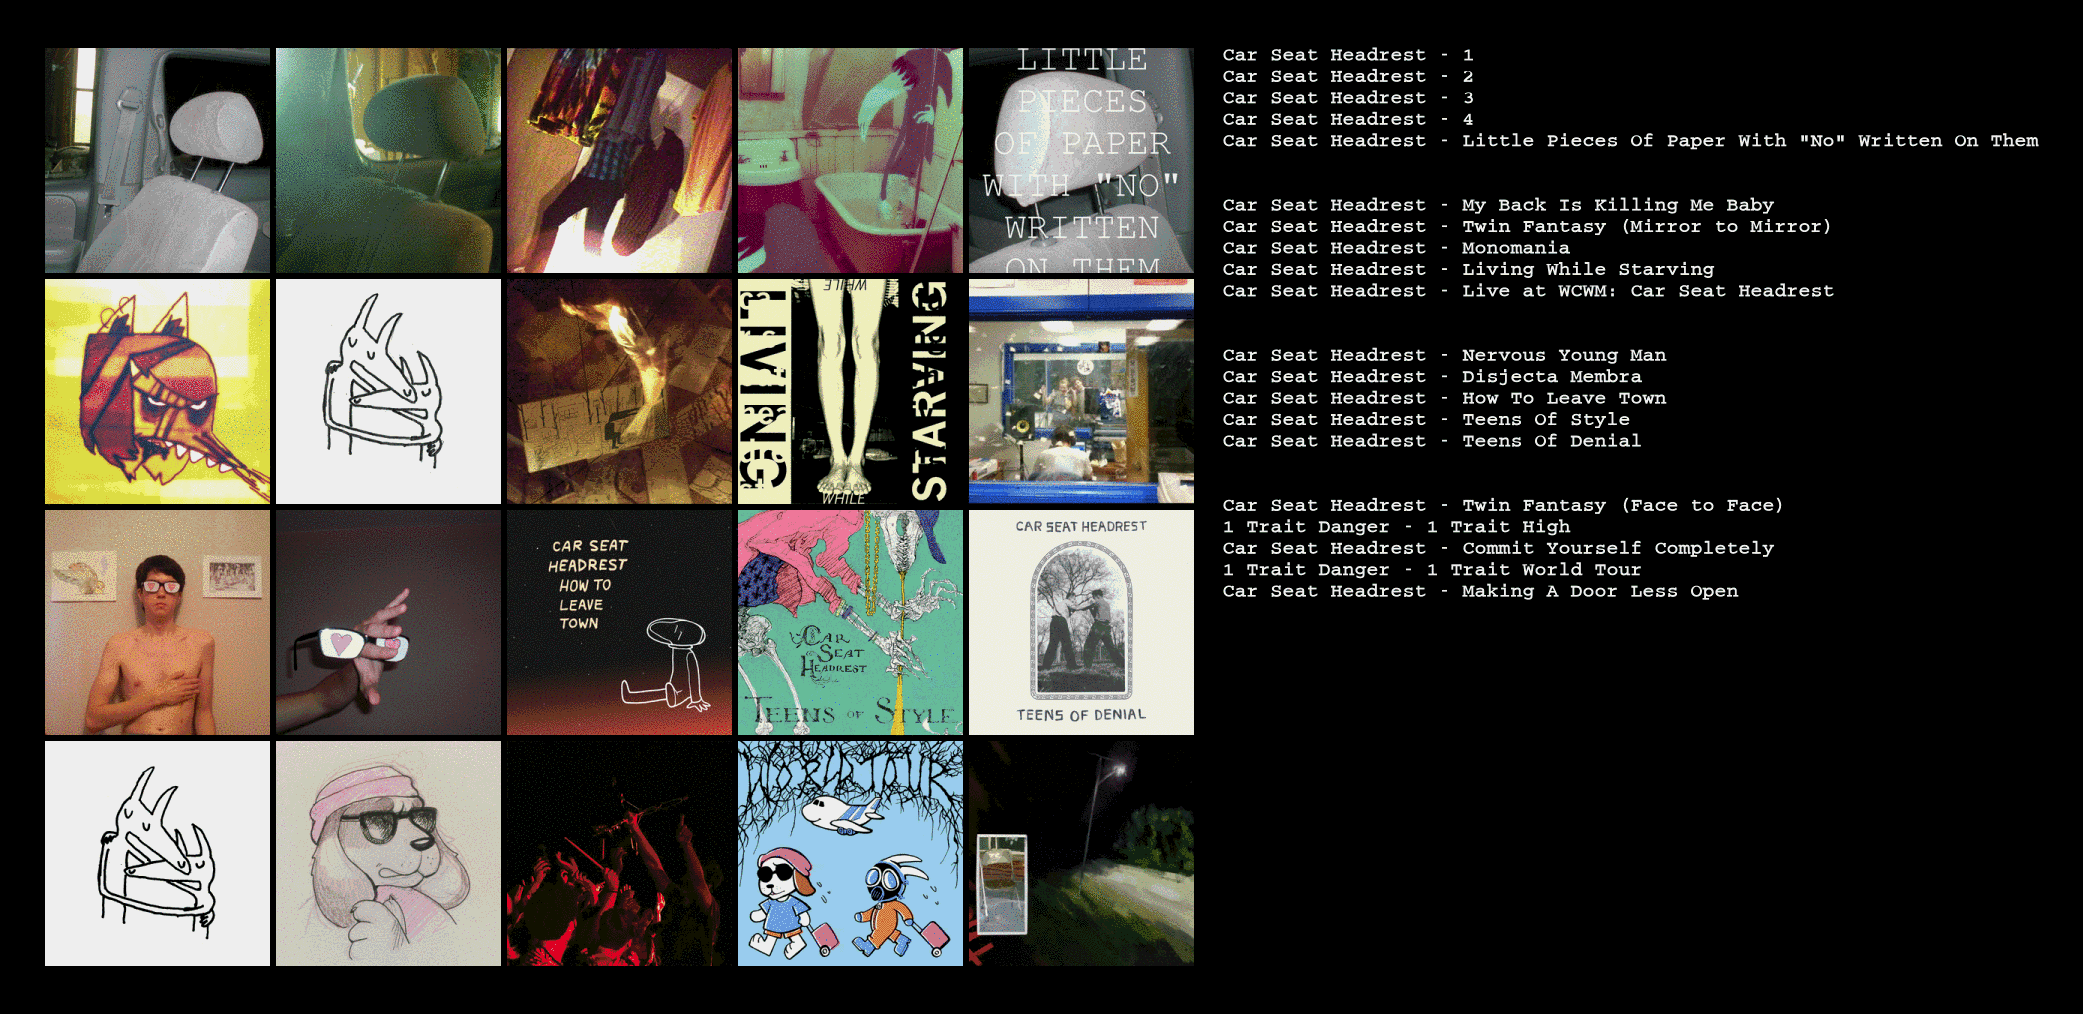 LITTLE
PIECES
OF PAPER
WITH "NO"
WRITTEN
ON THEM
WHILE
LIVING
STARVING
WHILE
CAR SEAT
HEADREST
HOW TO
LEAVE
TOWN
CAR
SEAT
HEADREST
TEENS OF STYLE
CAR SEAT HEADREST
TEENS OF DENIAL
WORLD TOUR
Car Seat Headrest - 1
Car Seat Headrest - 2
Car Seat Headrest - 3
Car Seat Headrest - 4
Car Seat Headrest - Little Pieces Of Paper With "No" Written On Them
Car Seat Headrest - My Back Is Killing Me Baby
Car Seat Headrest - Twin Fantasy (Mirror to Mirror)
Car Seat Headrest - Monomania
Car Seat Headrest - Living While Starving
Car Seat Headrest - Live at WCWM: Car Seat Headrest
Car Seat Headrest - Nervous Young Man
Car Seat Headrest - Disjecta Membra
Car Seat Headrest - How To Leave Town
Car Seat Headrest - Teens Of Style
Car Seat Headrest - Teens Of Denial
Car Seat Headrest - Twin Fantasy (Face to Face)
1 Trait Danger - 1 Trait High
Car Seat Headrest - Commit Yourself Completely
1 Trait Danger - 1 Trait World Tour
Car Seat Headrest - Making A Door Less Open